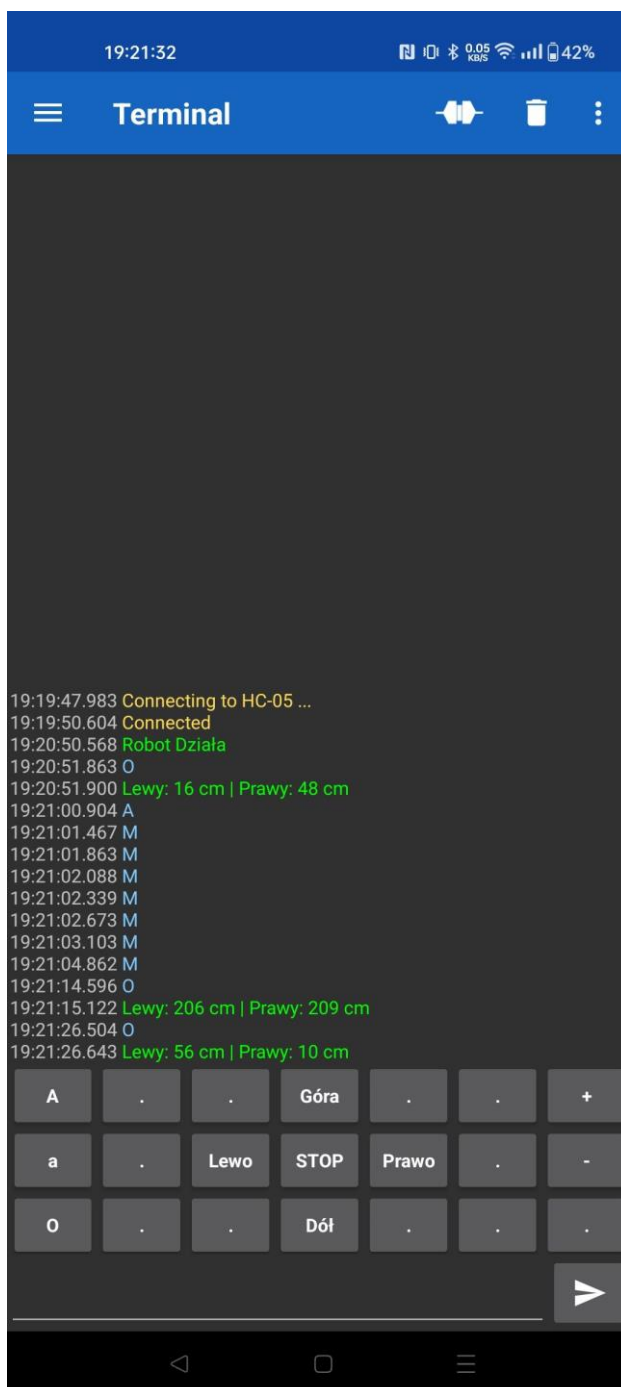 19:21:32 0.05 KB/S 42%
Terminal
19:19:47.983 Connecting to HC-05 ...
19:19:50.604 Connected
19:20:50.568 Robot Działa
19:20:51.863 O
19:20:51.900 Lewy: 16 cm | Prawy: 48 cm
19:21:00.904 A
19:21:01.467 M
19:21:01.863 M
19:21:02.088 M
19:21:02.339 M
19:21:02.673 M
19:21:03.103 M
19:21:04.862 M
19:21:14.596 O
19:21:15.122 Lewy: 206 cm | Prawy: 209 cm
19:21:26.504 O
19:21:26.643 Lewy: 56 cm | Prawy: 10 cm
A . . Góra . . +
a . Lewo STOP Prawo . -
O . . Dół . . .